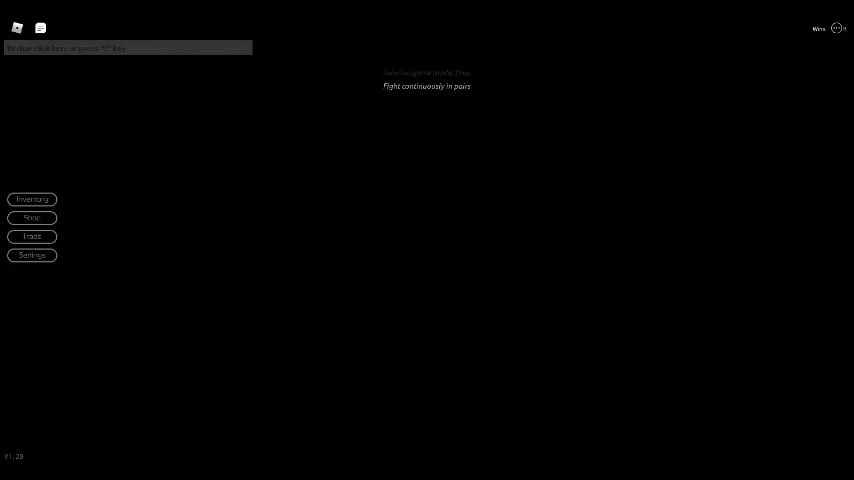 Wins
To chat click here or press "/" key
Selected game mode: Duos
Fight continuously in pairs
Inventory
Shop
Trade
Settings
V1.20